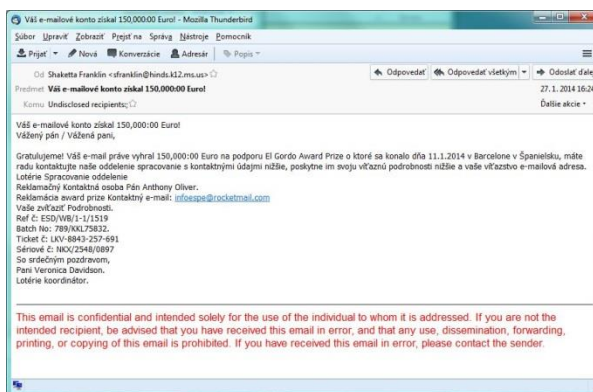 Váš e-mailové konto získal 150,000:00 Euro! - Mozilla Thunderbird
Súbor Upraviť Zobraziť Prejsť na Správa Nástroje Pomocník
Prijať Nová Konverzácie Adresár Popis
Od Shaketta Franklin <sfranklin@hinds.k12.ms.us>
Odpovedať Odpovedať všetkým Odoslať ďalej
Predmet Váš e-mailové konto získal 150,000:00 Euro!
27. 1. 2014 16:24
Komu Undisclosed recipients:;
Ďalšie akcie
Váš e-mailové konto získal 150,000:00 Euro!
Vážený pán / Vážená pani,
Gratulujeme! Váš e-mail práve vyhral 150,000:00 Euro na podporu El Gordo Award Prize o ktoré sa konalo dňa 11.1.2014 v Barcelone v Španielsku, máte
radu kontaktujte naše oddelenie spracovanie s kontaktnými údajmi nižšie, poskytne im svoju víťaznú podrobnosti nižšie a vaše víťazstvo e-mailová adresa.
Lotérie Spracovanie oddelenie
Reklamačný Kontaktná osoba Pán Anthony Oliver.
Reklamácia award prize Kontaktný e-mail: infoespe@rocketmail.com
Vaše zvíťaziť Podrobnosti.
Ref č: ESD/WB/1-1/1519
Batch No: 789/KKL75832.
Ticket č: LKV-8843-257-691
Sériové č: NKX/2548/0897
So srdečným pozdravom,
Pani Veronica Davidson.
Lotérie koordinátor.
This email is confidential and intended solely for the use of the individual to whom it is addressed. If you are not the
intended recipient, be advised that you have received this email in error, and that any use, dissemination, forwarding,
printing, or copying of this email is prohibited. If you have received this email in error, please contact the sender.